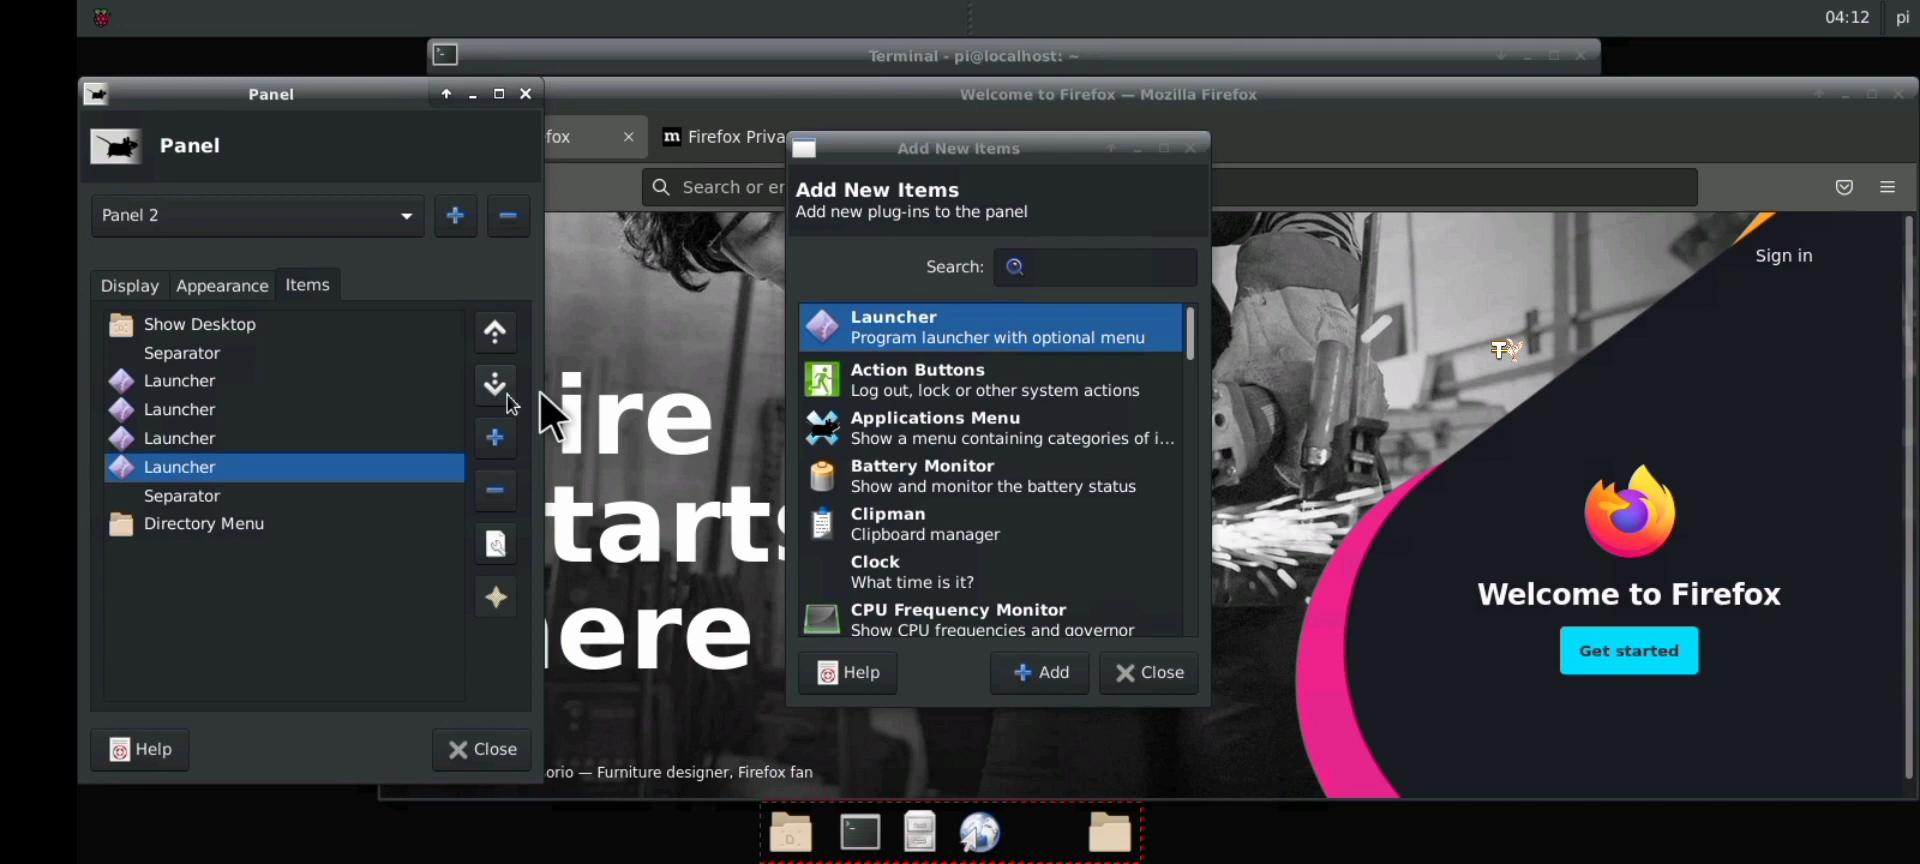 04:12
pi
Terminal - pi@localhost: ~
Panel
Welcome to Firefox — Mozilla Firefox
Panel
fox
m Firefox Priva
Add New Items
Panel 2
Search or er
Add New Items
Add new plug-ins to the panel
Sign in
Search:
Display
Appearance
Items
Show Desktop
Separator
Launcher
Launcher
Launcher
Launcher
Separator
Directory Menu
Launcher
Program launcher with optional menu
Action Buttons
Log out, lock or other system actions
Applications Menu
Show a menu containing categories of i...
Battery Monitor
Show and monitor the battery status
Clipman
Clipboard manager
Clock
What time is it?
CPU Frequency Monitor
Show CPU frequencies and governor
Help
Add
Close
ire
tarts
here
Welcome to Firefox
Get started
Help
Close
orio — Furniture designer, Firefox fan